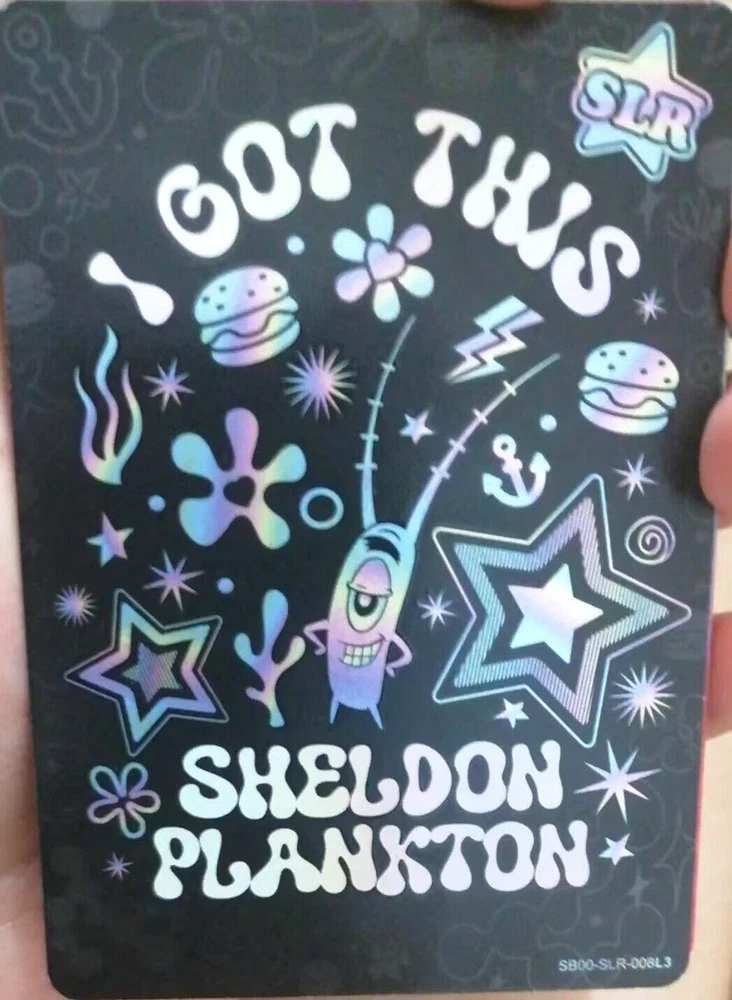 SLR
I GOT THIS
SHELDON
PLANKTON
SB00-SLR-008L3